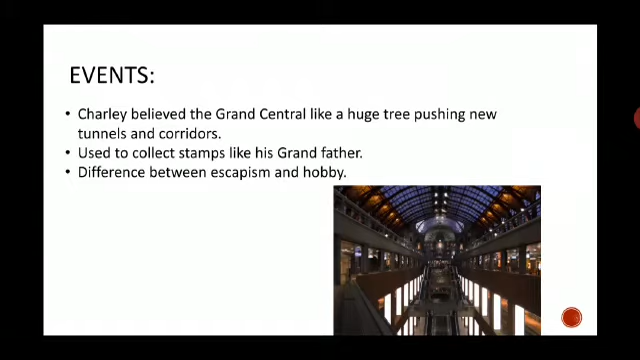 EVENTS:
• Charley believed the Grand Central like a huge tree pushing new
tunnels and corridors.
• Used to collect stamps like his Grand father.
• Difference between escapism and hobby.